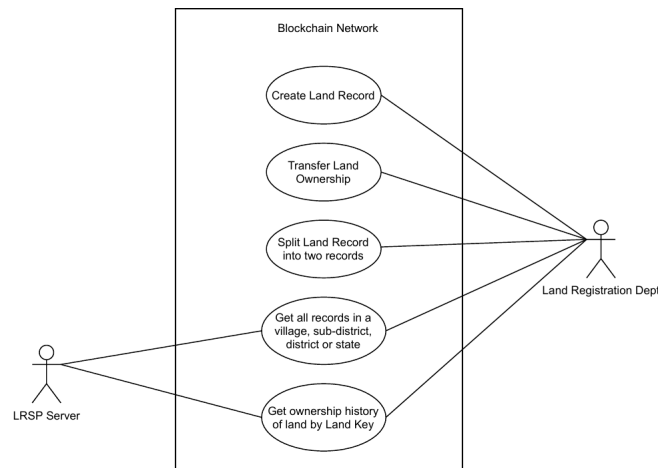 Blockchain Network
Create Land Record
Transfer Land
Ownership
Split Land Record
into two records
Land Registration Dept
Get all records in a
village, sub-district,
district or state
LRSP Server
Get ownership history
of land by Land Key